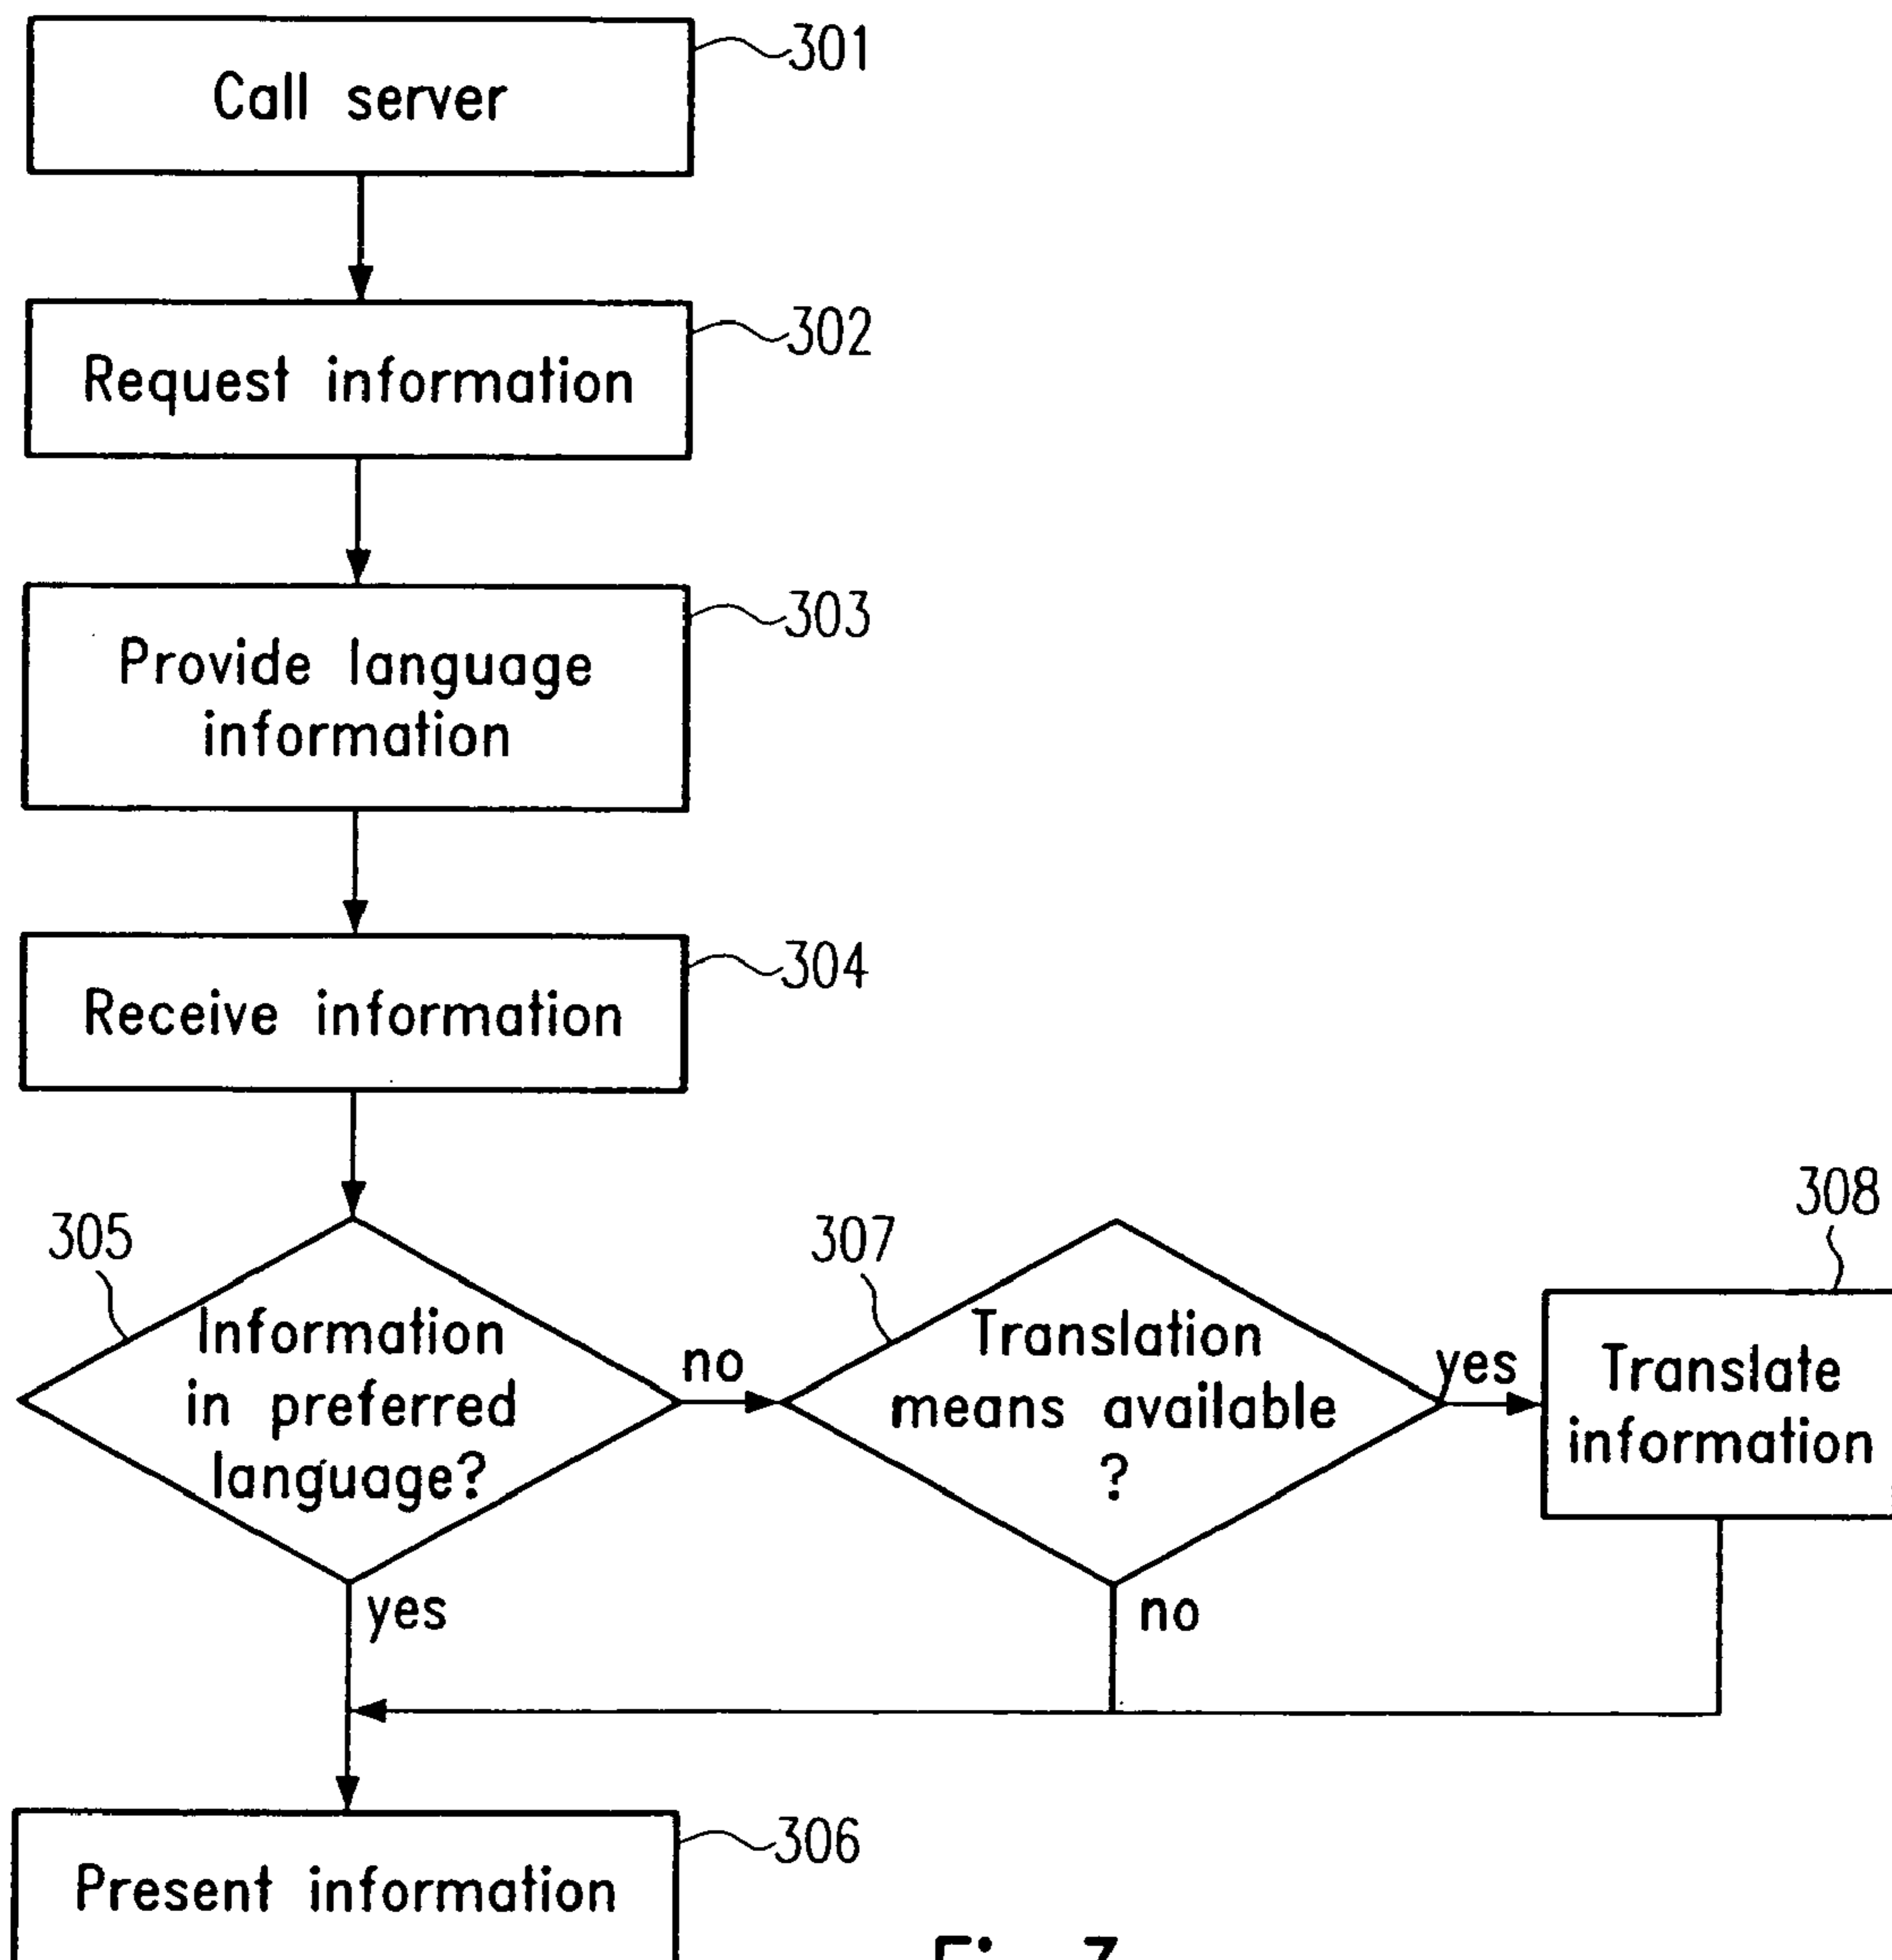 301
Call server
302
Request information
303
Provide language
information
304
Receive information
305
Information
in preferred
language?
no
307
Translation
means available
?
yes
308
Translate
information
yes
no
306
Present information